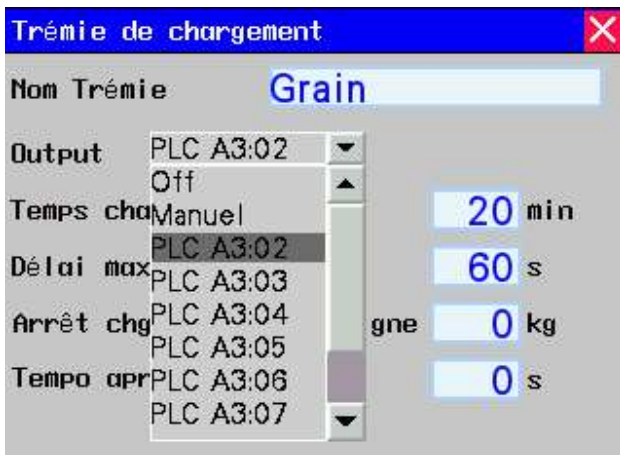 Trémie de chargement
Nom Trémie Grain
Output PLC A3:02
Off
Temps cha Manuel 20 min
PLC A3:02
Délai max PLC A3:03 60 s
Arrêt chg PLC A3:04 gne 0 kg
PLC A3:05
Tempo apr PLC A3:06 0 s
PLC A3:07